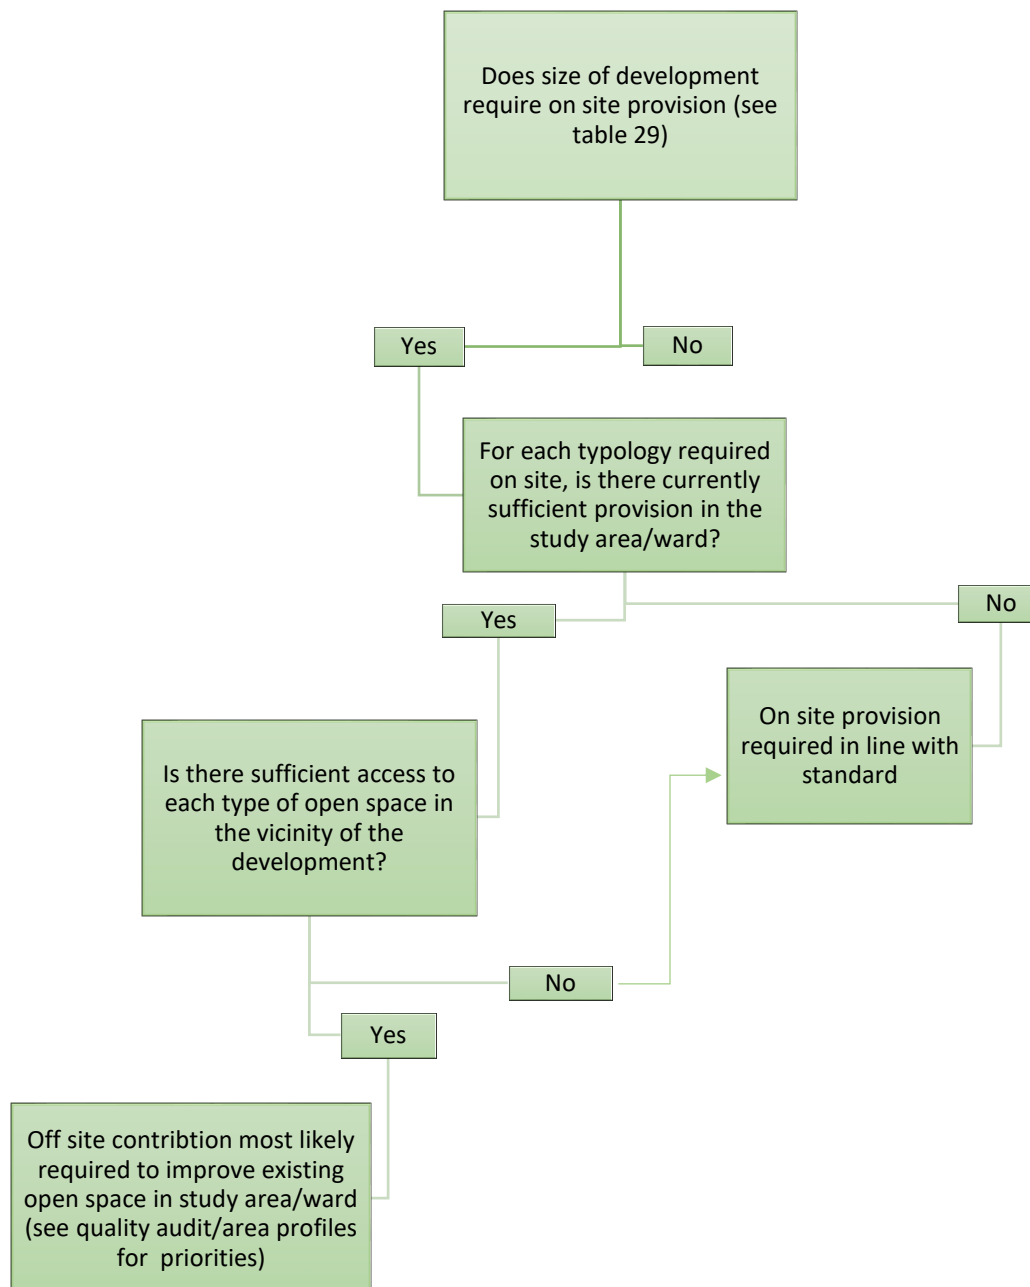 Does size of development
require on site provision (see
table 29)
Yes
No
For each typology required
on site, is there currently
sufficient provision in the
study area/ward?
Yes
No
On site provision
required in line with
standard
Is there sufficient access to
each type of open space in
the vicinity of the
development?
No
Yes
Off site contribtion most likely
required to improve existing
open space in study area/ward
(see quality audit/area profiles
for priorities)